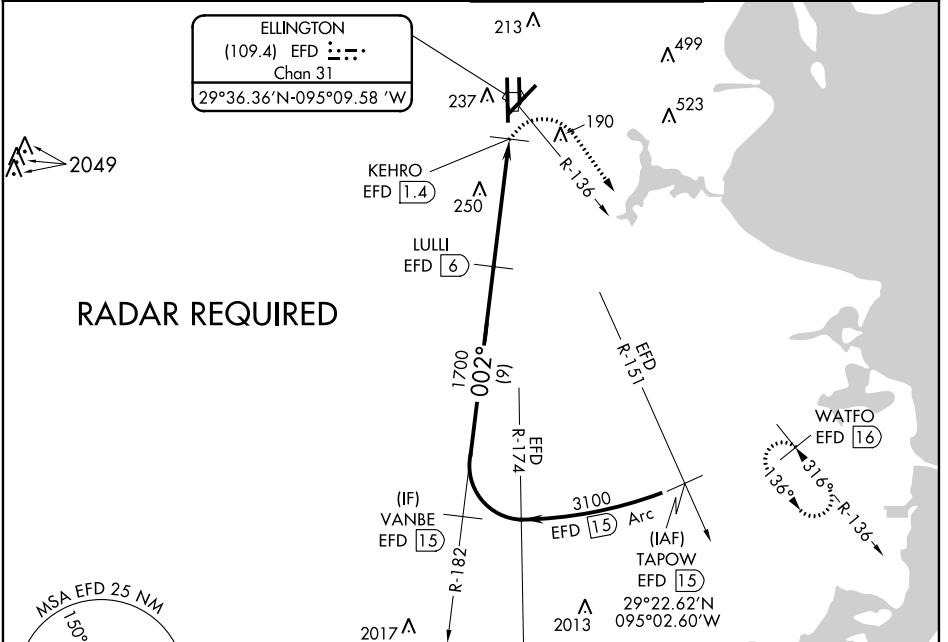 ELLINGTON
(109.4) EFD
Chan 31
29°36.36'N-095°09.58 'W
213
499
237
523
190
2049
KEHRO
EFD 1.4
R-136
250
LULLI
EFD 6
RADAR REQUIRED
1700
002°
(9)
EFD
R-151
EFD
R-174
WATFO
EFD 16
316°
R-136
136°
(IF)
VANBE
EFD 15
3100
EFD 15 Arc
(IAF)
TAPOW
EFD 15
29°22.62'N
095°02.60'W
R-182
MSA EFD 25 NM
150°
2017
2013